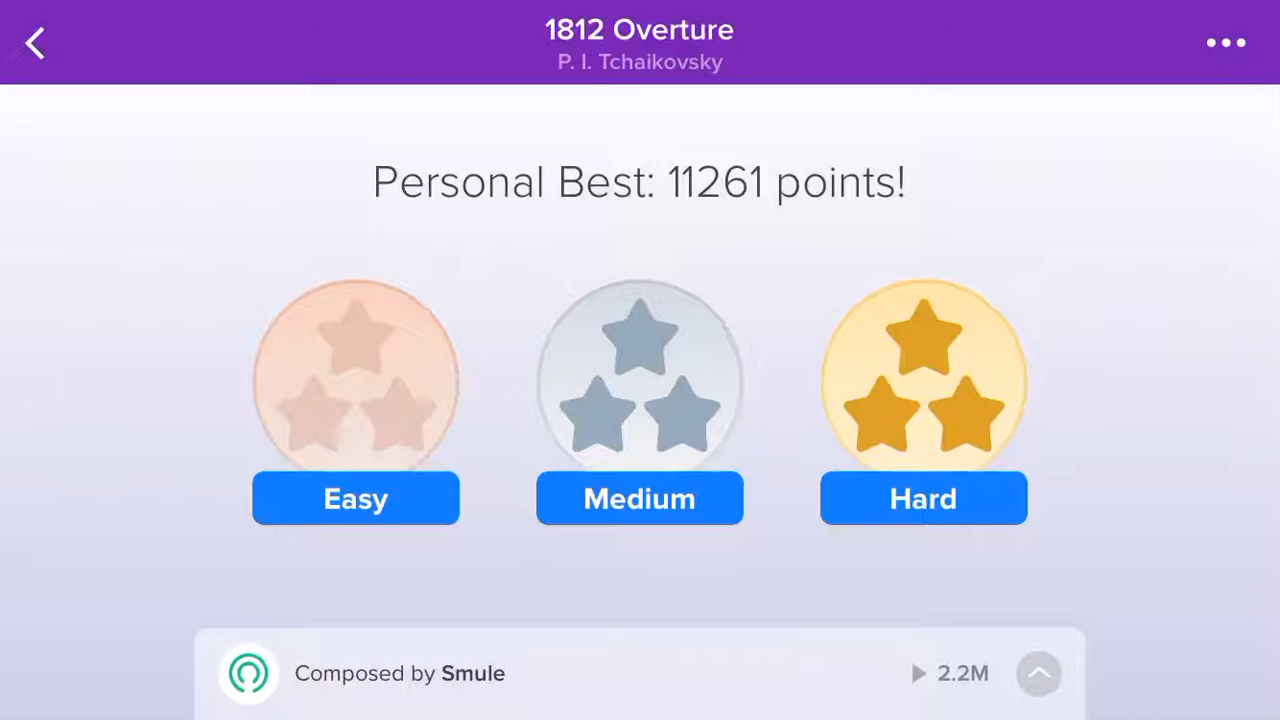 1812 Overture
P. I. Tchaikovsky
Personal Best: 11261 points!
Easy
Medium
Hard
Composed by Smule
2.2M